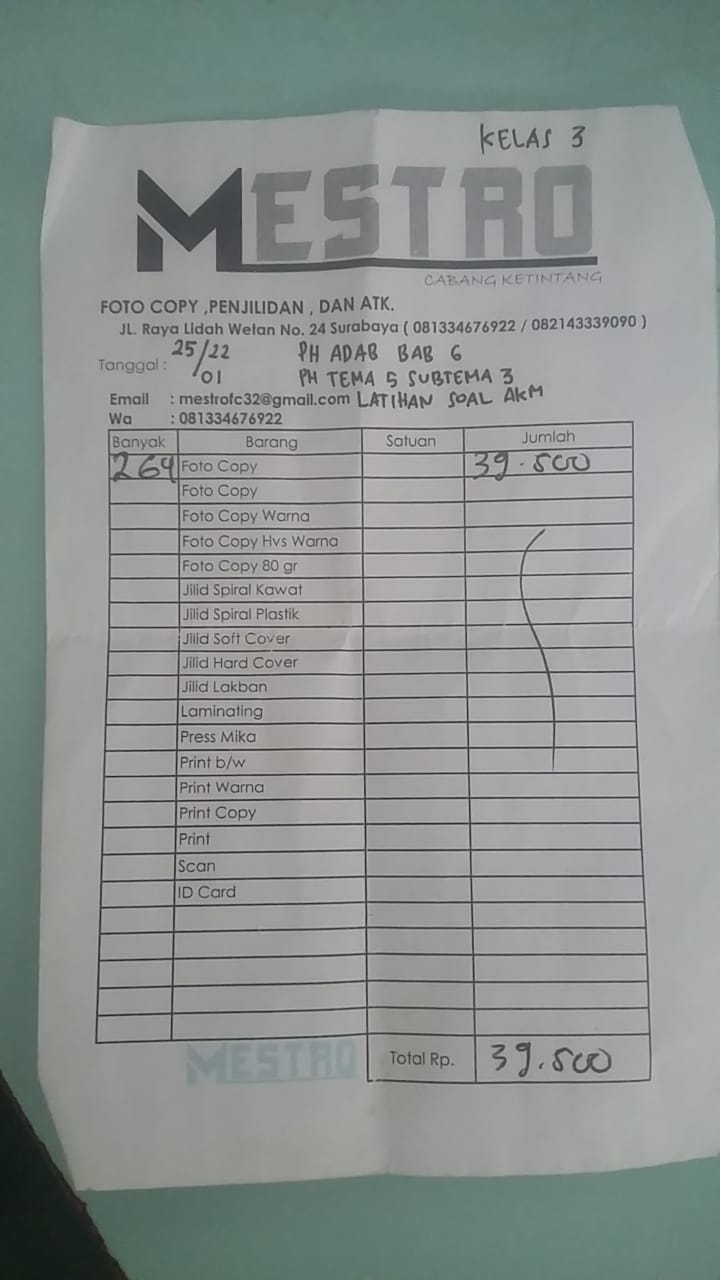 KELAS 3
MESTRO
CABANG KETINTANG
FOTO COPY ,PENJILIDAN , DAN ATK.
JL. Raya Lidah Wetan No. 24 Surabaya ( 081334676922 / 082143339090 )
Tanggal : 25/01 22 PH ADAB BAB 6
PH TEMA 5 SUBTEMA 3
Email : mestrofc32@gmail.com LATIHAN SOAL AKM
Wa : 081334676922
Banyak Barang Satuan Jumlah
264 Foto Copy 39.500
Foto Copy
Foto Copy Warna
Foto Copy Hvs Warna
Foto Copy 80 gr
Jilid Spiral Kawat
Jilid Spiral Plastik
Jilid Soft Cover
Jilid Hard Cover
Jilid Lakban
Laminating
Press Mika
Print b/w
Print Warna
Print Copy
Print
Scan
ID Card
MESTRO Total Rp. 39.500